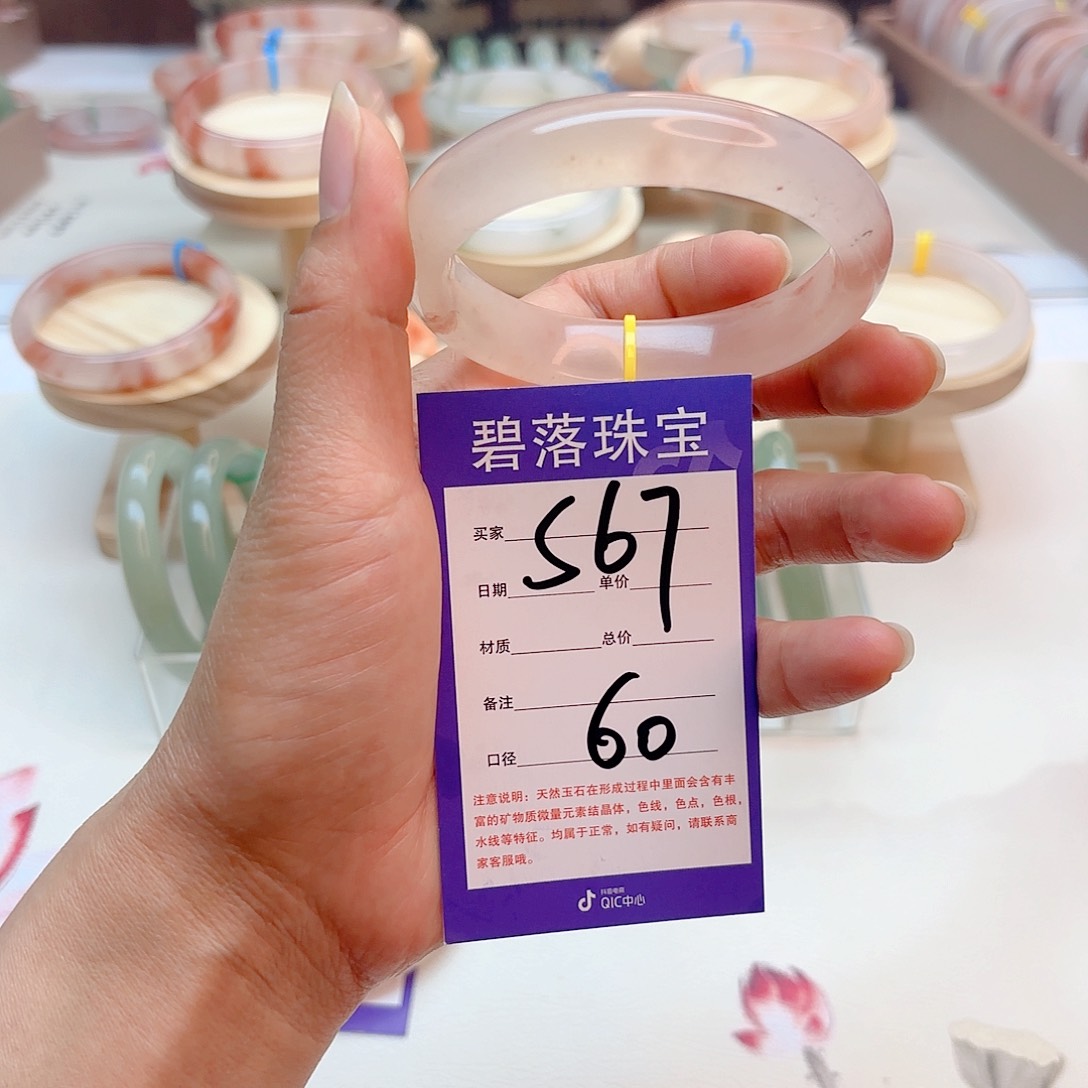 碧落珠宝
买家
S67
日期 单价
材质 总价
备注
口径 60
注意说明：天然玉石在形成过程中里面会含有丰
富的矿物质微量元素结晶体，色线，色点，色根，
水线等特征。均属于正常，如有疑问，请联系商
家客服哦。
抖音电商
QIC中心